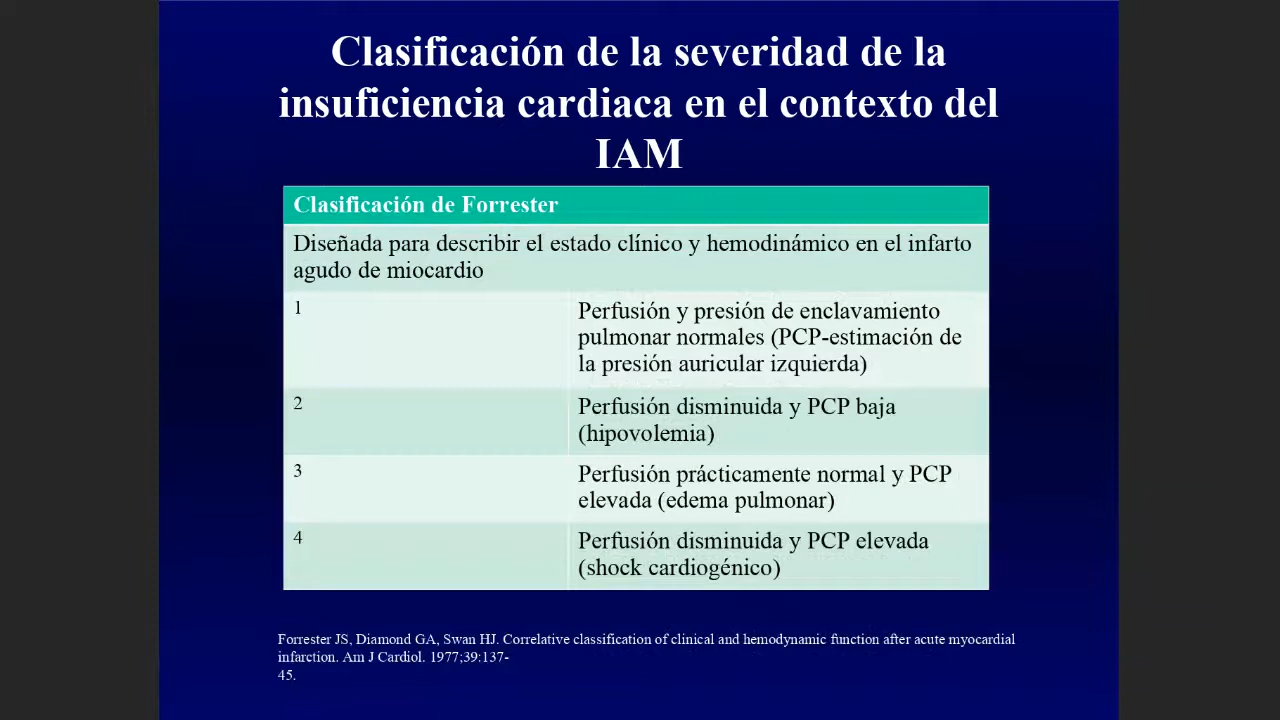 Clasificación de la severidad de la
insuficiencia cardiaca en el contexto del
IAM
Clasificación de Forrester
Diseñada para describir el estado clínico y hemodinámico en el infarto
agudo de miocardio
1
Perfusión y presión de enclavamiento
pulmonar normales (PCP-estimación de
la presión auricular izquierda)
2
Perfusión disminuida y PCP baja
(hipovolemia)
3
Perfusión prácticamente normal y PCP
elevada (edema pulmonar)
4
Perfusión disminuida y PCP elevada
(shock cardiogénico)
Forrester JS, Diamond GA, Swan HJ. Correlative classification of clinical and hemodynamic function after acute myocardial
infarction. Am J Cardiol. 1977;39:137-
45.